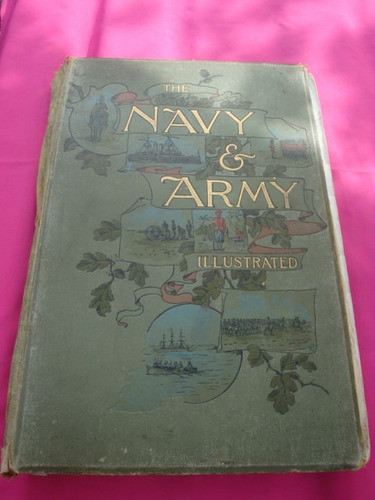 THE
NAVY
&
ARMY
ILLUSTRATED